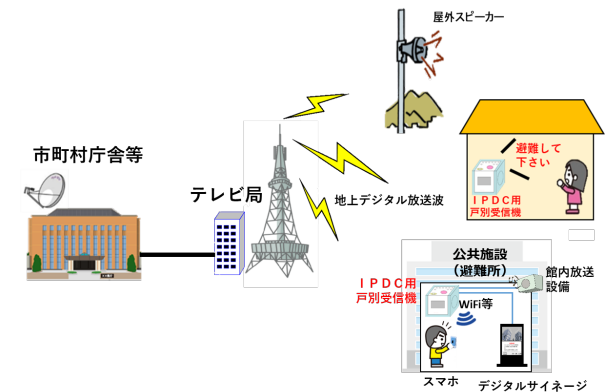 屋外スピーカー
市町村庁舎等
テレビ局
地上デジタル放送波
避難して
下さい
ＩＰＤＣ用
戸別受信機
公共施設
（避難所）
ＩＰＤＣ用
戸別受信機
館内放送
設備
WiFi等
スマホ
デジタルサイネージ